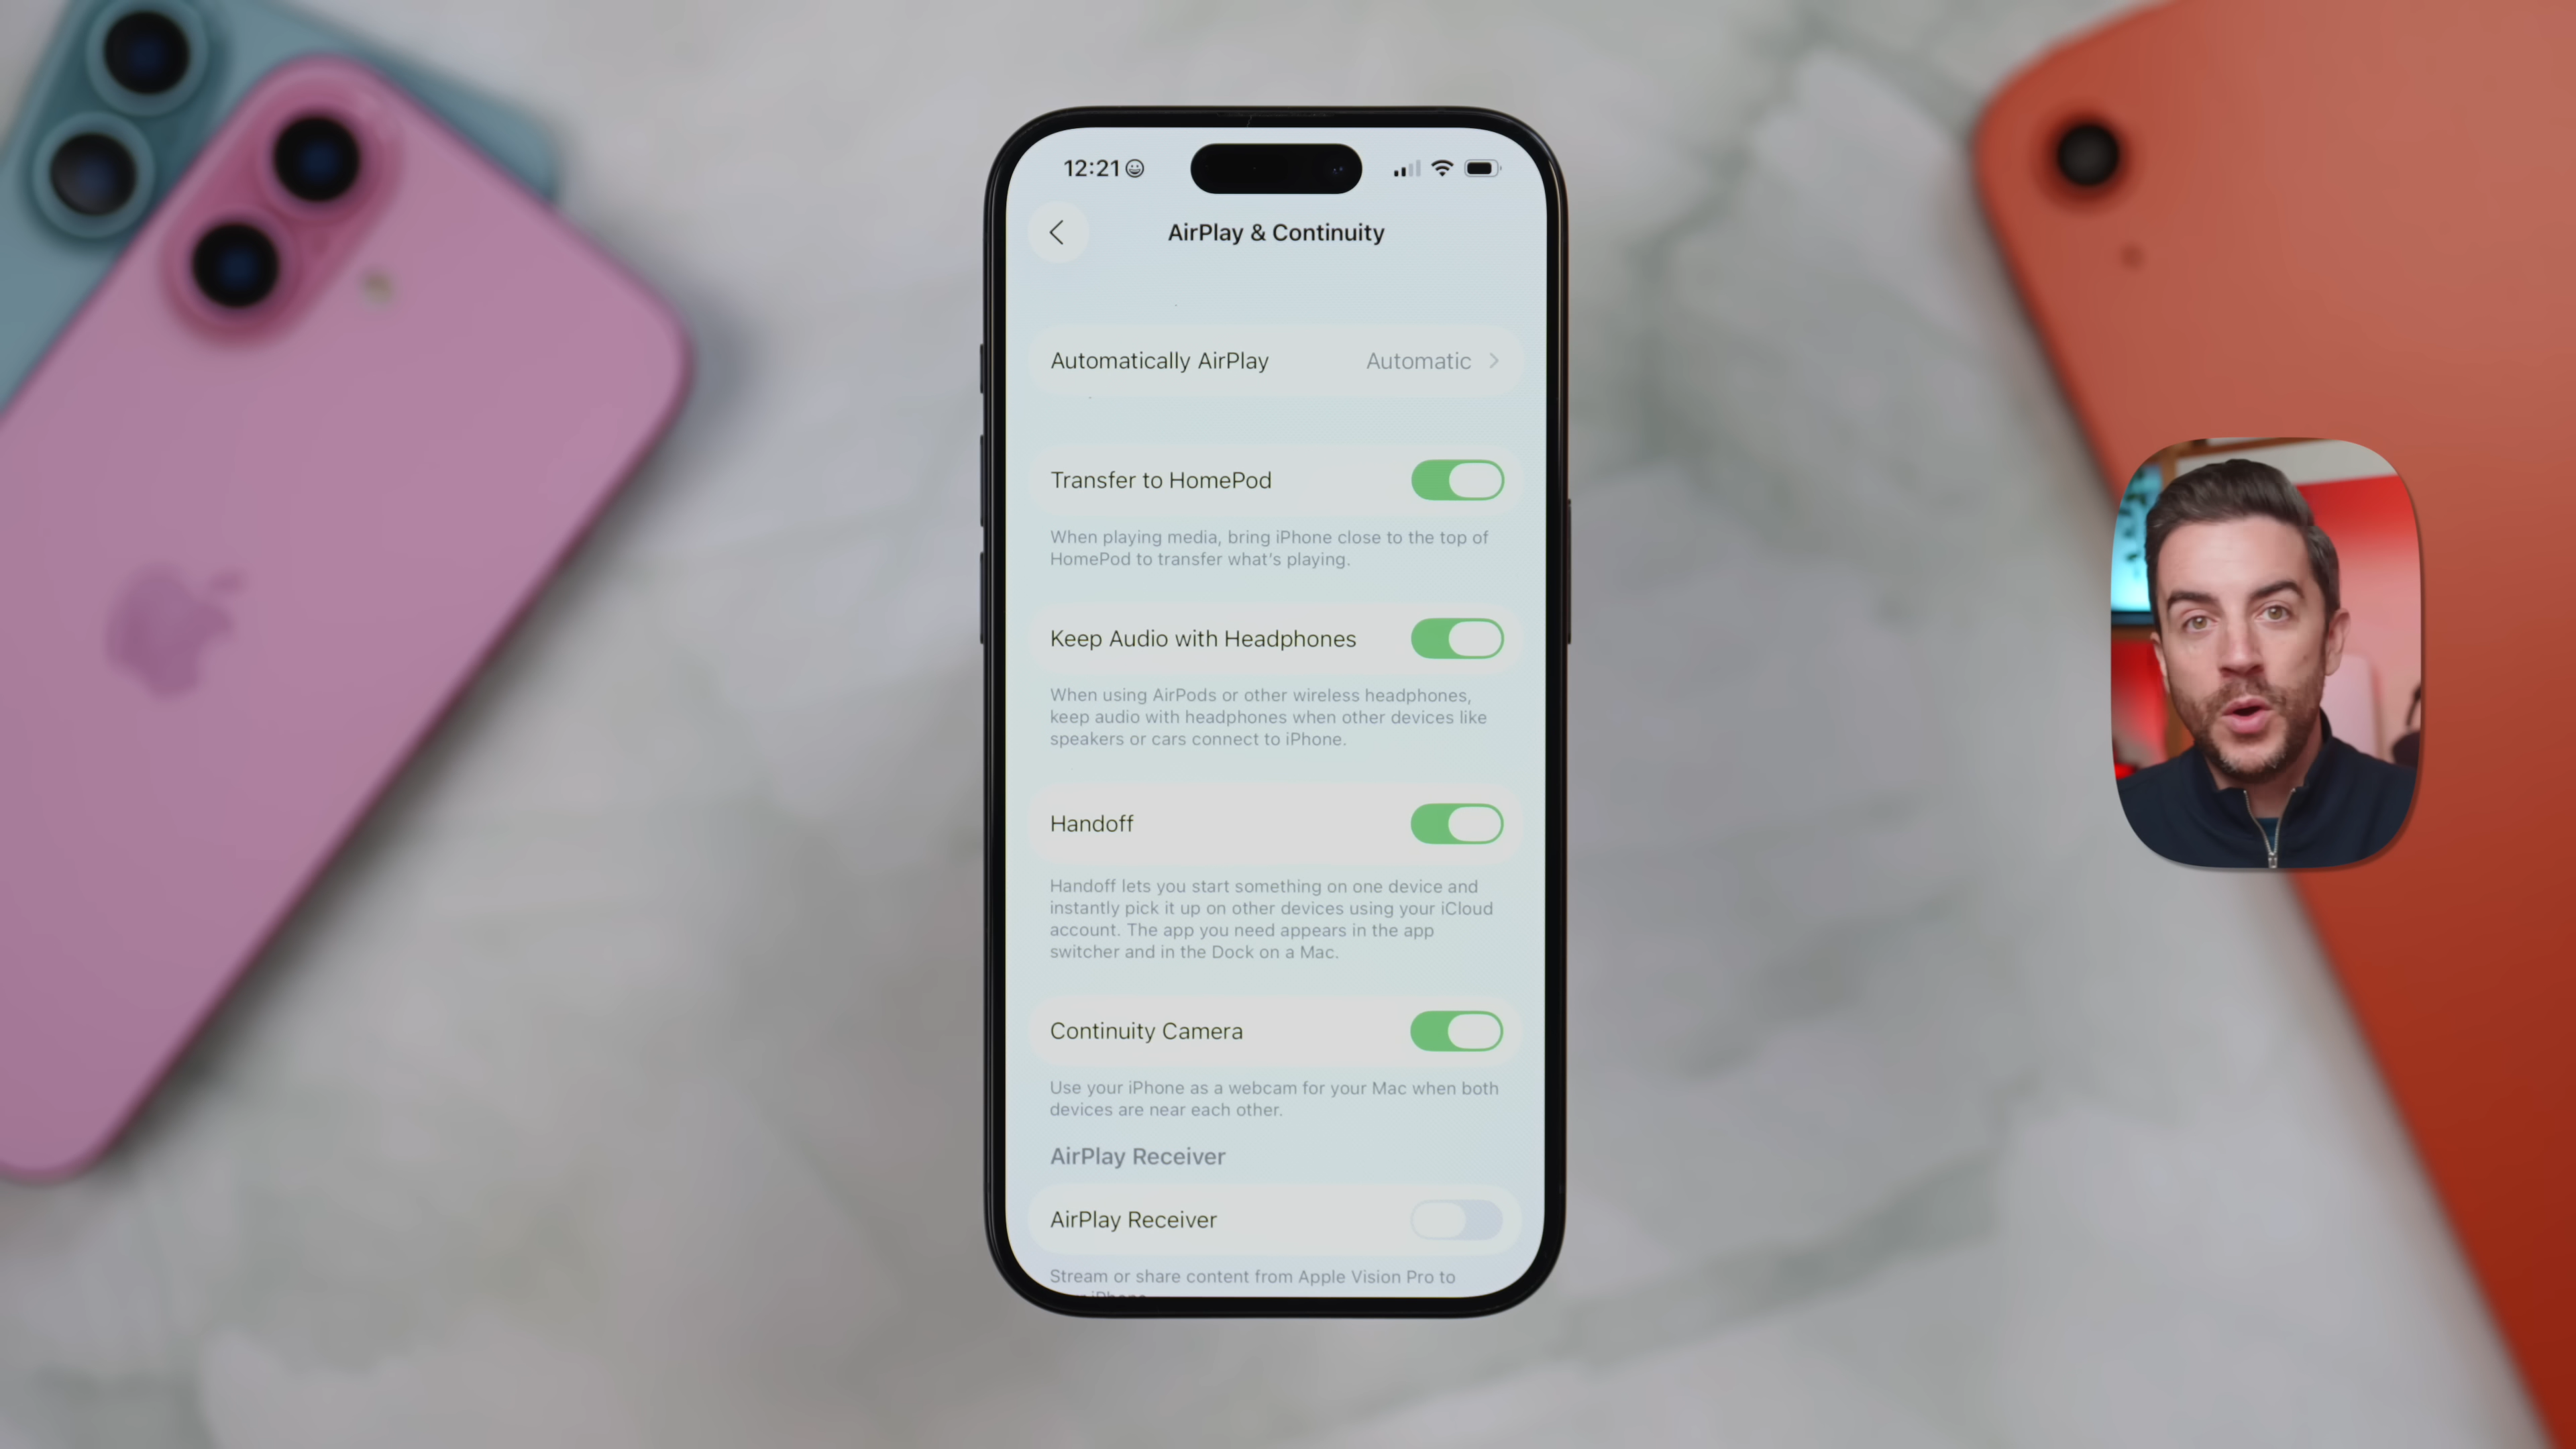 12:21
AirPlay & Continuity
Automatically AirPlay Automatic
Transfer to HomePod
When playing media, bring iPhone close to the top of
HomePod to transfer what's playing.
Keep Audio with Headphones
When using AirPods or other wireless headphones,
keep audio with headphones when other devices like
speakers or cars connect to iPhone.
Handoff
Handoff lets you start something on one device and
instantly pick it up on other devices using your iCloud
account. The app you need appears in the app
switcher and in the Dock on a Mac.
Continuity Camera
Use your iPhone as a webcam for your Mac when both
devices are near each other.
AirPlay Receiver
AirPlay Receiver
Stream or share content from Apple Vision Pro to
iPhone